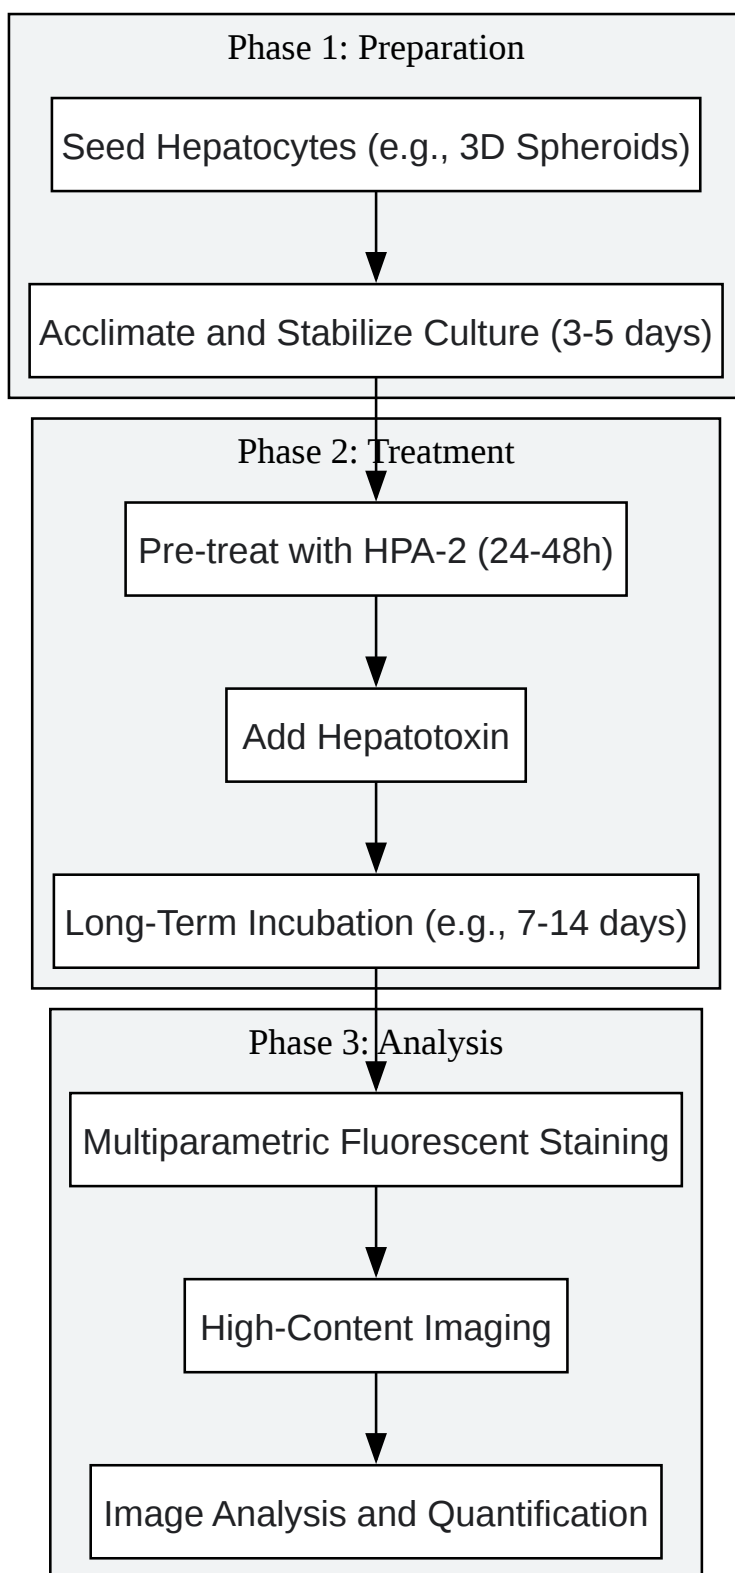 Phase 1: Preparation
Seed Hepatocytes (e.g., 3D Spheroids)
Acclimate and Stabilize Culture (3-5 days)
Phase 2: Treatment
Pre-treat with HPA-2 (24-48h)
Add Hepatotoxin
Long-Term Incubation (e.g., 7-14 days)
Phase 3: Analysis
Multiparametric Fluorescent Staining
High-Content Imaging
Image Analysis and Quantification